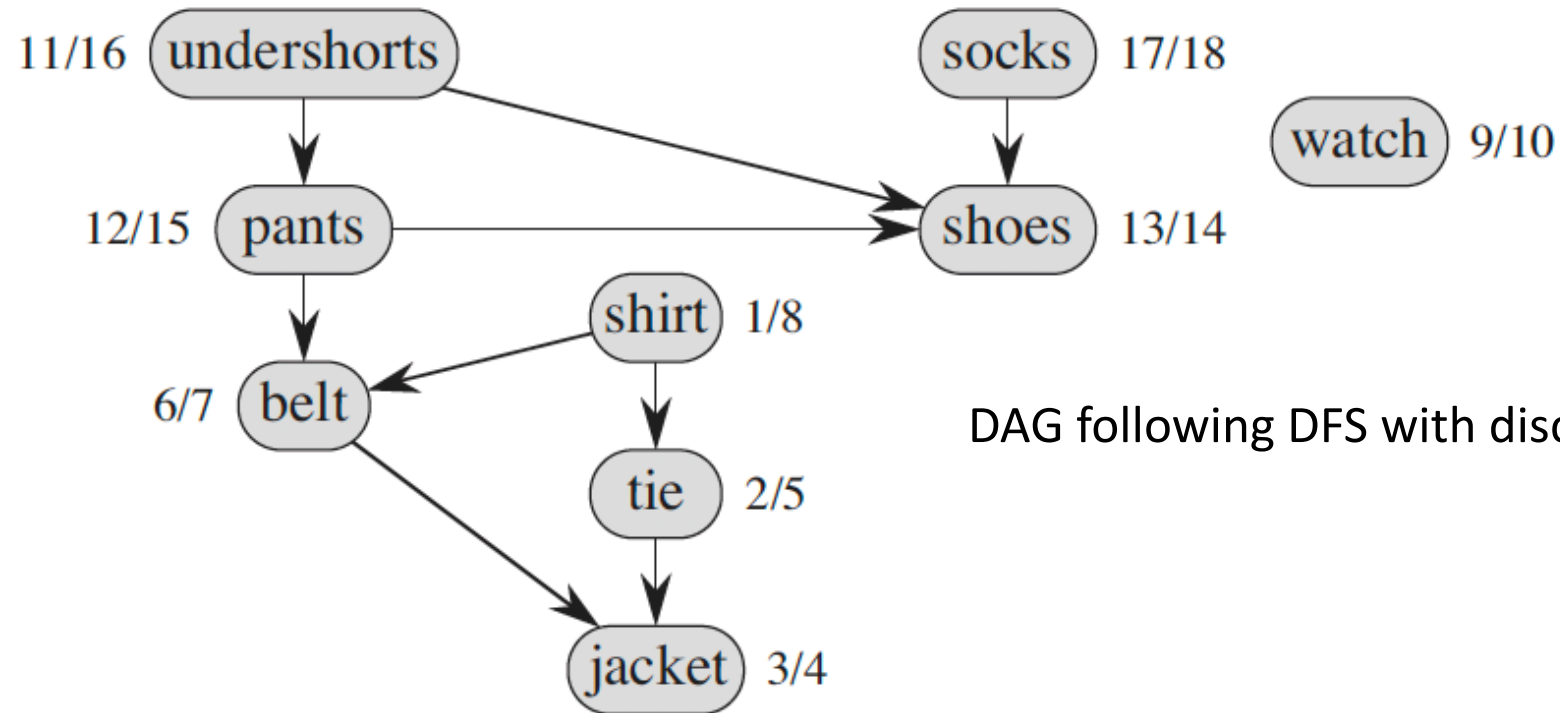 11/16 undershorts socks 17/18
watch 9/10
12/15 pants shoes 13/14
shirt 1/8
6/7 belt
DAG following DFS with
tie 2/5
jacket 3/4